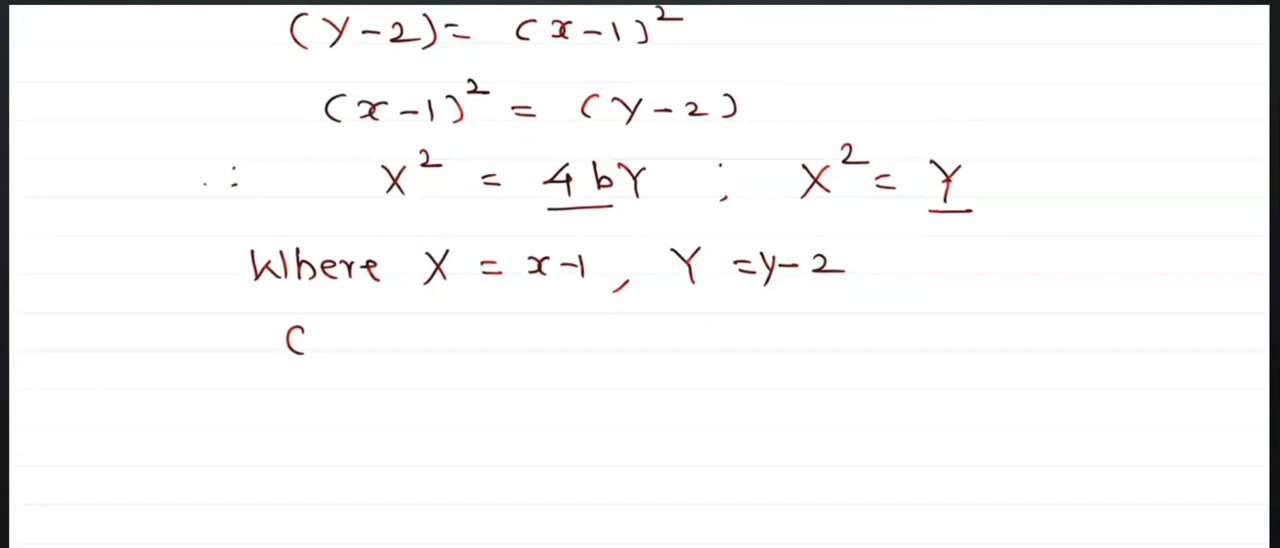 (y-2)= (x-1)²
(x-1)² = (y-2)
∴ X² = 4bY ; X² = Y
Where X = x-1, Y =y-2
C